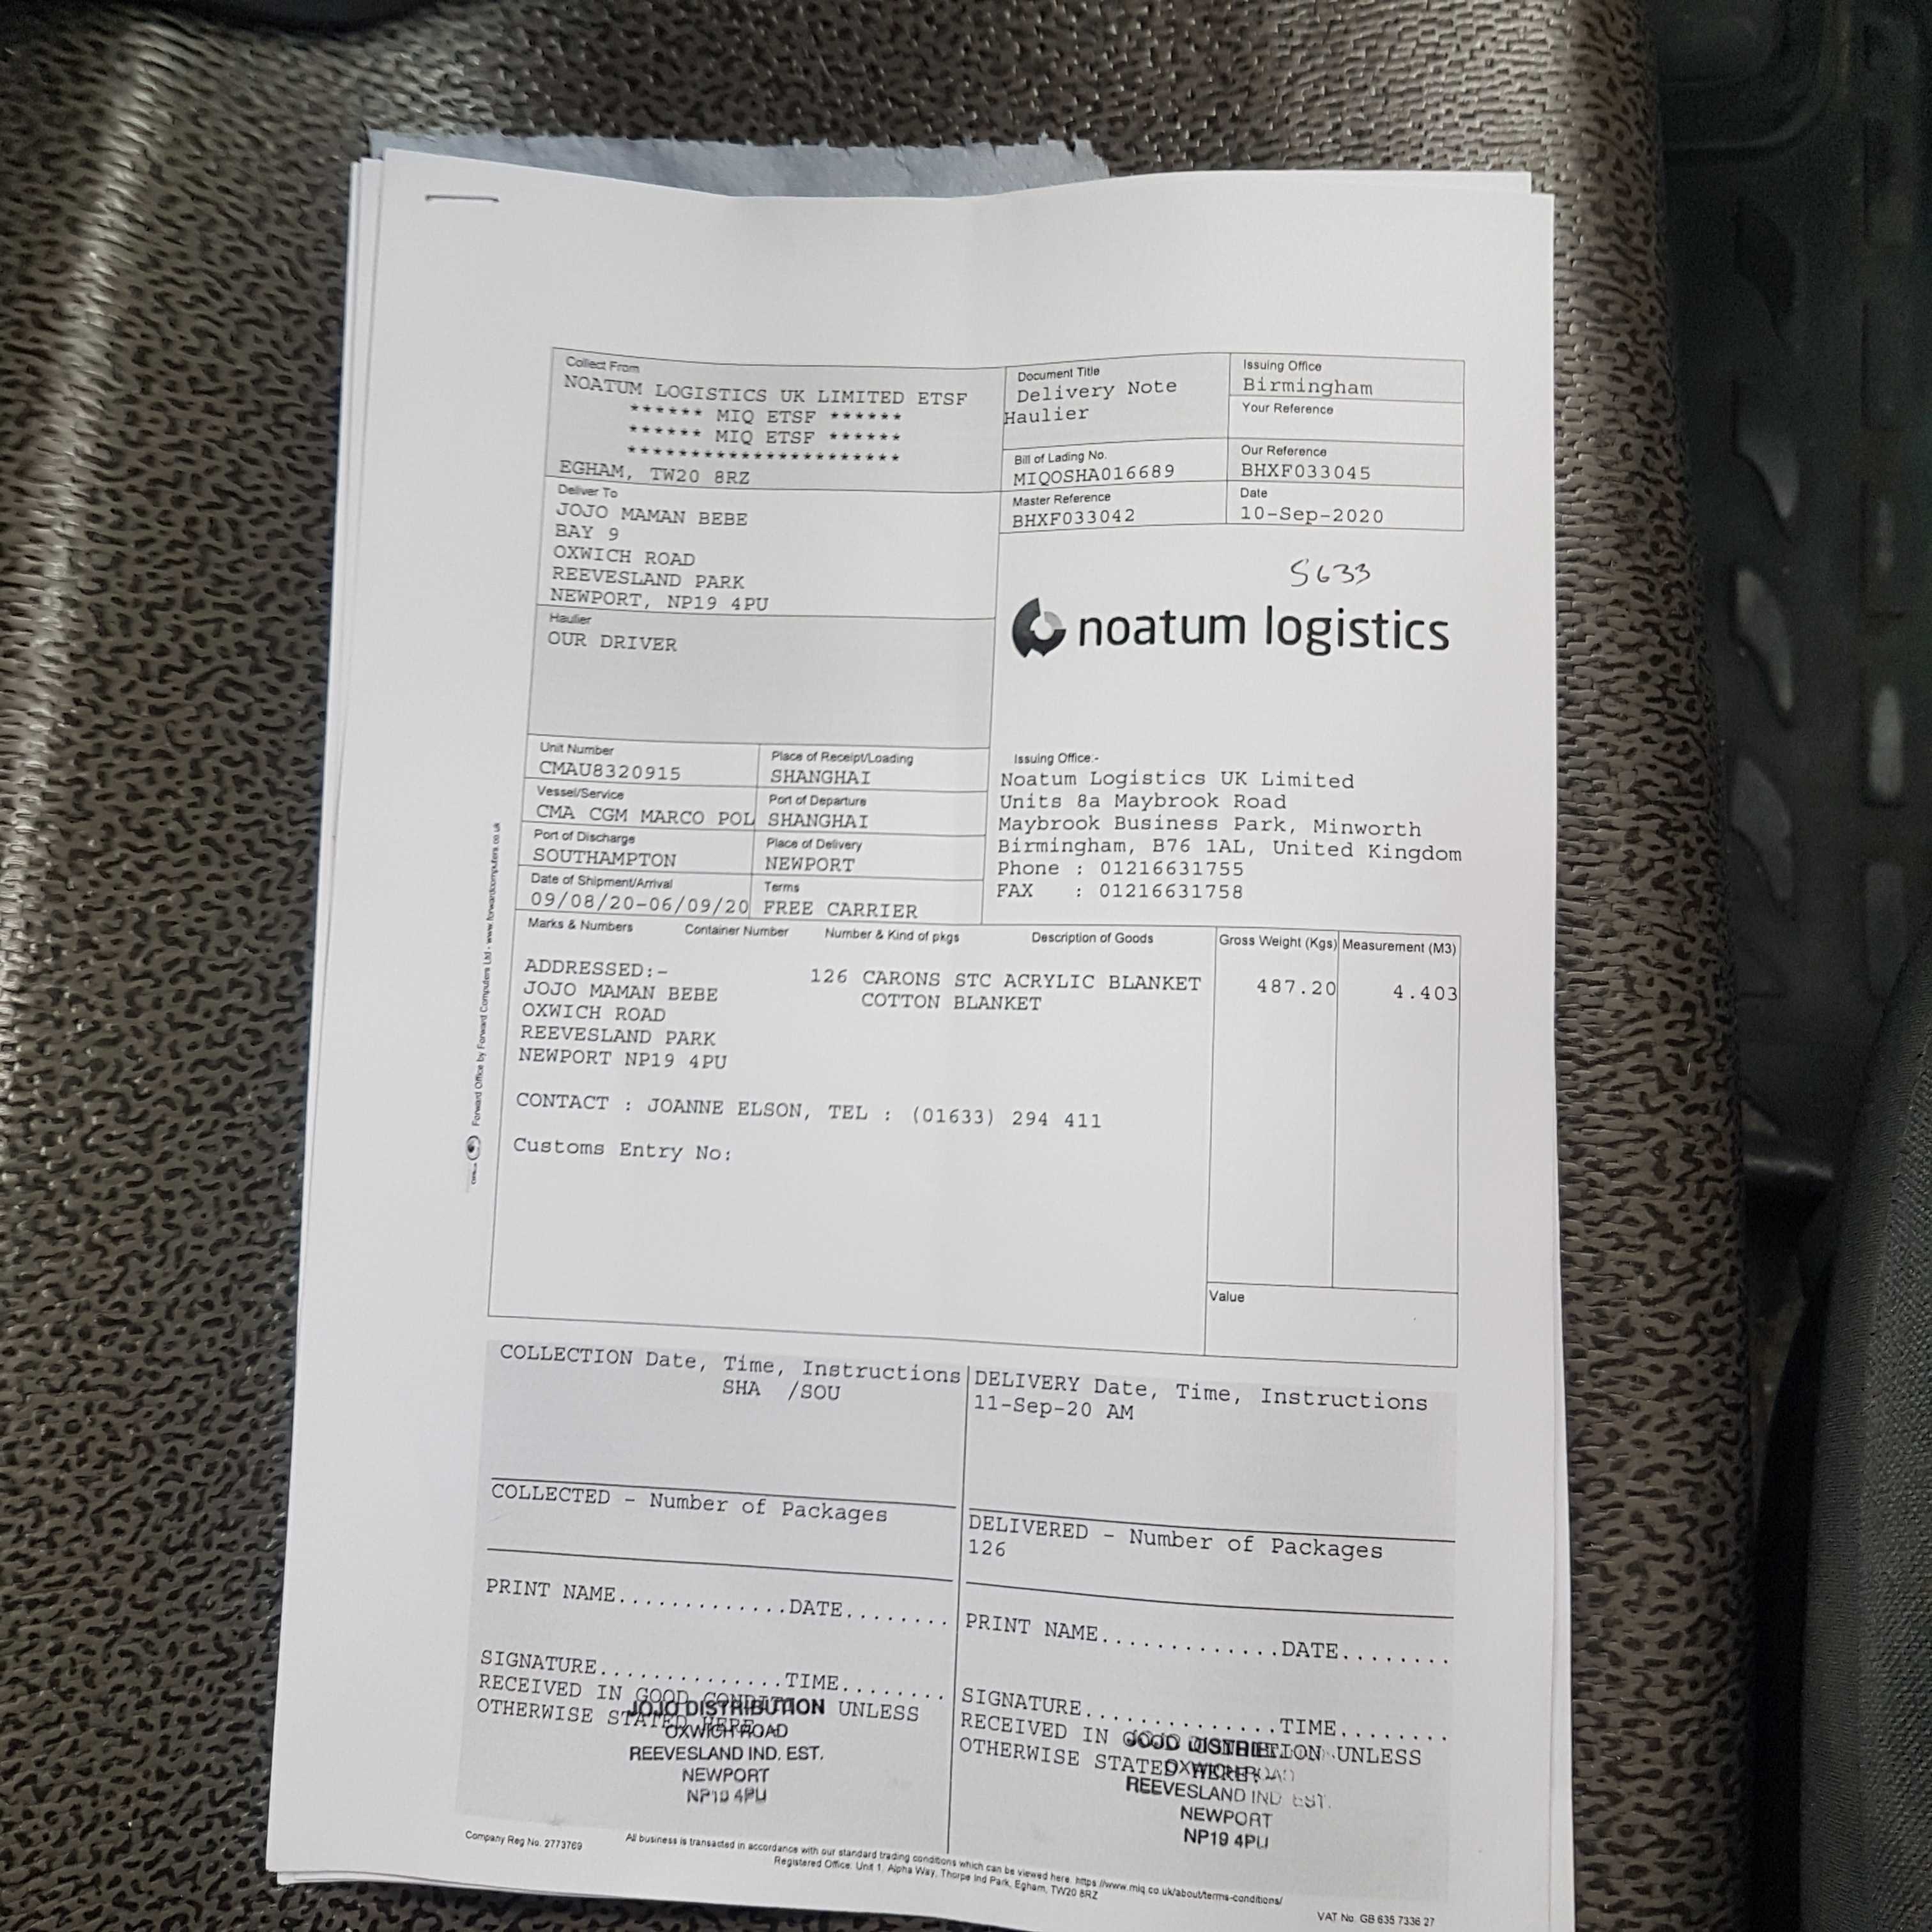 Collect From
NOATUM LOGISTICS UK LIMITED ETSF
****** MIQ ETSF ******
****** MIQ ETSF ******
**********************
EGHAM, TW20 8RZ
Document Title
Delivery Note
Haulier
Issuing Office
Birmingham
Your Reference
Bill of Lading No.
MIQOSHA016689
Our Reference
BHXF033045
Master Reference
BHXF033042
Date
10-Sep-2020
Deliver To
JOJO MAMAN BEBE
BAY 9
OXWICH ROAD
REEVESLAND PARK
NEWPORT, NP19 4PU
5633
noatum logistics
Haulier
OUR DRIVER
Unit Number
CMAU8320915
Place of Receipt/Loading
SHANGHAI
Vessel/Service
CMA CGM MARCO POL
Port of Departure
SHANGHAI
Port of Discharge
SOUTHAMPTON
Place of Delivery
NEWPORT
Date of Shipment/Arrival
09/08/20-06/09/20
Terms
FREE CARRIER
Issuing Office:-
Noatum Logistics UK Limited
Units 8a Maybrook Road
Maybrook Business Park, Minworth
Birmingham, B76 1AL, United Kingdom
Phone : 01216631755
FAX : 01216631758
Marks & Numbers Container Number Number & Kind of pkgs Description of Goods Gross Weight (Kgs) Measurement (M3)
ADDRESSED:- 126 CARONS STC ACRYLIC BLANKET 487.20 4.403
JOJO MAMAN BEBE COTTON BLANKET
OXWICH ROAD
REEVESLAND PARK
NEWPORT NP19 4PU
CONTACT : JOANNE ELSON, TEL : (01633) 294 411
Customs Entry No:
Value
Forward Office by Forward Computers Ltd - www.forwardcomputers.co.uk
COLLECTION Date, Time, Instructions
SHA /SOU
COLLECTED - Number of Packages
PRINT NAME.............DATE........
SIGNATURE..............TIME........
RECEIVED IN GOOD CONDITION UNLESS
OTHERWISE STATED HERE
JOJO DISTRIBUTION
OXWICH ROAD
REEVESLAND IND. EST.
NEWPORT
NP19 4PU
DELIVERY Date, Time, Instructions
11-Sep-20 AM
DELIVERED - Number of Packages
126
PRINT NAME.............DATE........
SIGNATURE..............TIME........
RECEIVED IN GOOD CONDITION UNLESS
OTHERWISE STATED HERE:-
JOJO DISTRIBUTION
OXWICH ROAD
REEVESLAND IND. EST.
NEWPORT
NP19 4PU
Company Reg No. 2773769
All business is transacted in accordance with our standard trading conditions which can be viewed here. https://www.miq.co.uk/about/terms-conditions/
Registered Office: Unit 1, Alpha Way, Thorpe Ind Park, Egham, TW20 8RZ
VAT No. GB 635 7336 27